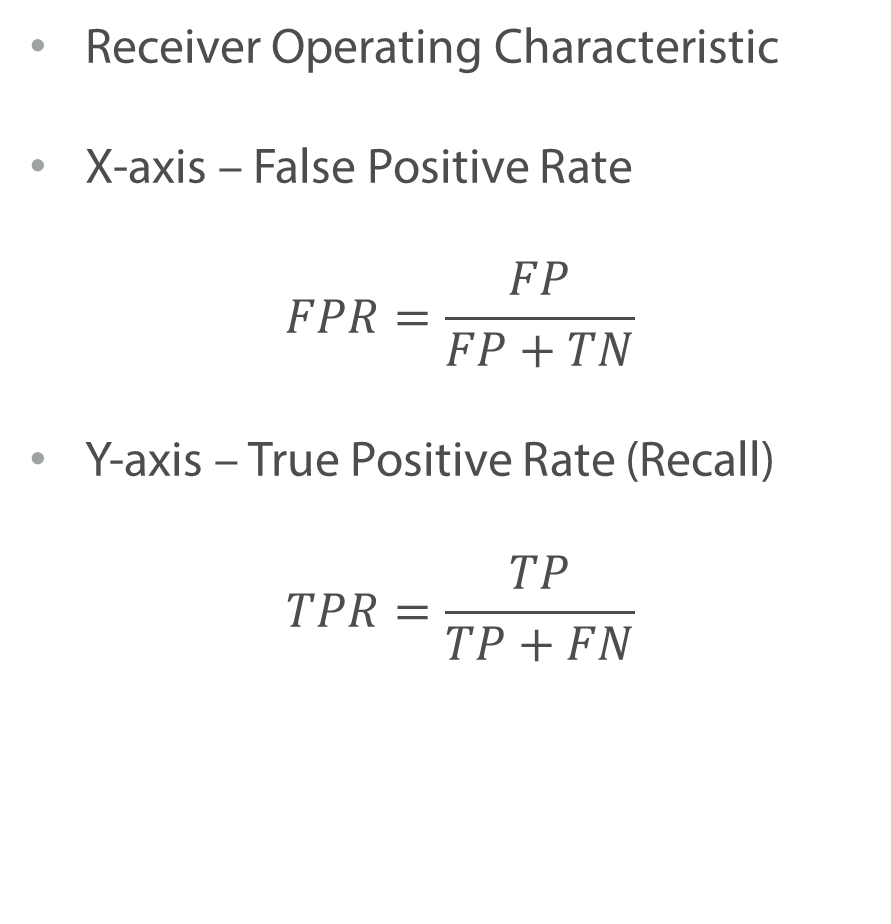 • Receiver Operating Characteristic
• X-axis – False Positive Rate
FPR = FP / (FP + TN)
• Y-axis – True Positive Rate (Recall)
TPR = TP / (TP + FN)